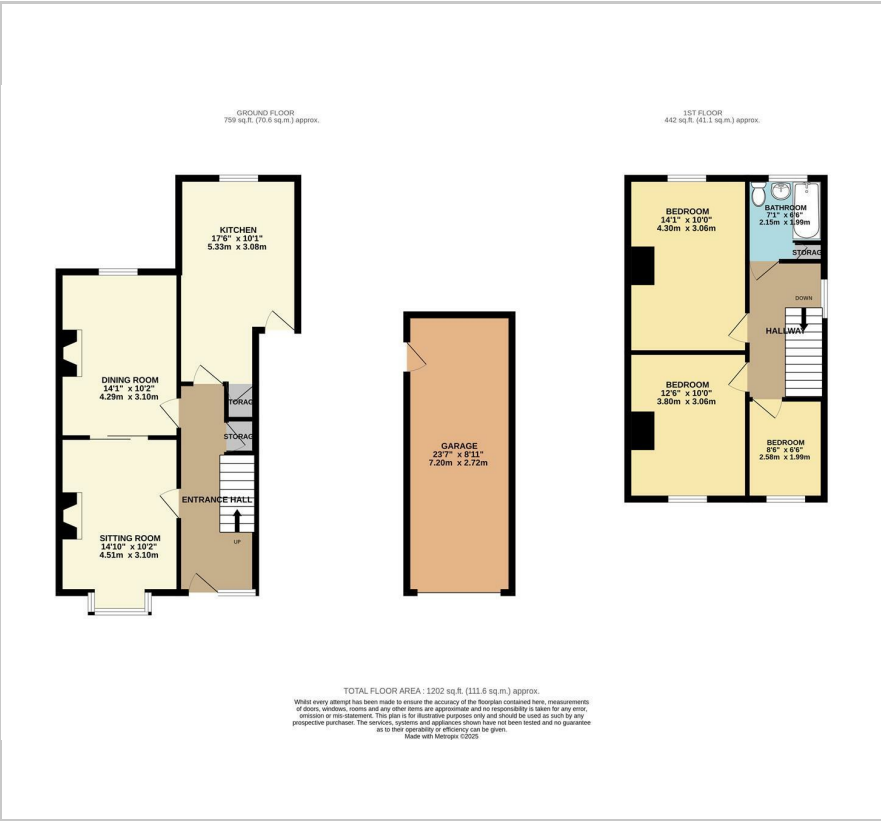 GROUND FLOOR
759 sq.ft. (70.6 sq.m.) approx.
1ST FLOOR
442 sq.ft. (41.1 sq.m.) approx.
KITCHEN
17'6" x 10'1"
5.33m x 3.08m
DINING ROOM
14'1" x 10'2"
4.29m x 3.10m
STORAG
STORAG
ENTRANCE HALL
UP
SITTING ROOM
14'10" x 10'2"
4.51m x 3.10m
GARAGE
23'7" x 8'11"
7.20m x 2.72m
BEDROOM
14'1" x 10'0"
4.30m x 3.06m
BATHROOM
7'1" x 6'6"
2.15m x 1.99m
STORAG
DOWN
HALLWAY
BEDROOM
12'6" x 10'0"
3.80m x 3.06m
BEDROOM
8'6" x 6'6"
2.58m x 1.99m
TOTAL FLOOR AREA : 1202 sq.ft. (111.6 sq.m.) approx.
Whilst every attempt has been made to ensure the accuracy of the floorplan contained here, measurements
of doors, windows, rooms and any other items are approximate and no responsibility is taken for any error,
omission or mis-statement. This plan is for illustrative purposes only and should be used as such by any
prospective purchaser. The services, systems and appliances shown have not been tested and no guarantee
as to their operability or efficiency can be given.
Made with Metropix ©2025